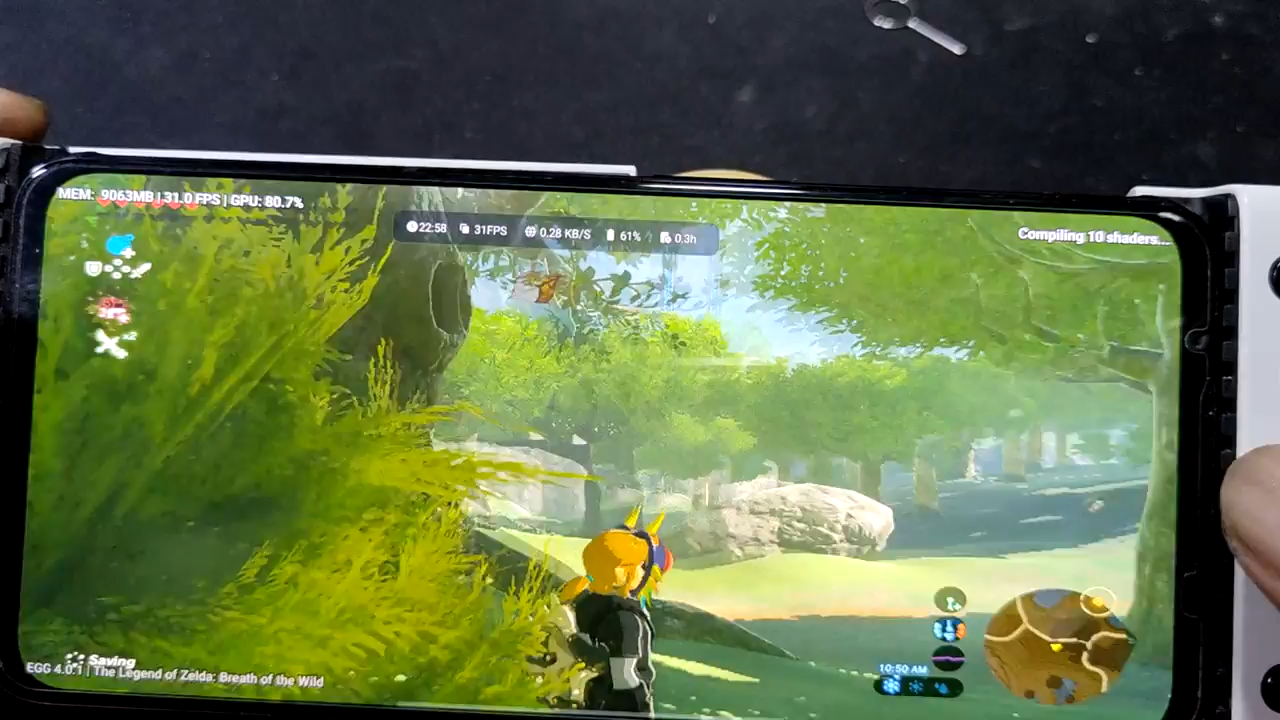 MEM: 9063MB | 31.0 FPS | GPU: 80.7%
22:58 31FPS 0.28 KB/S 61% 0.3h
Compiling 10 shaders...
10:50 AM
Saving
EGG 4.0.1 | The Legend of Zelda: Breath of the Wild